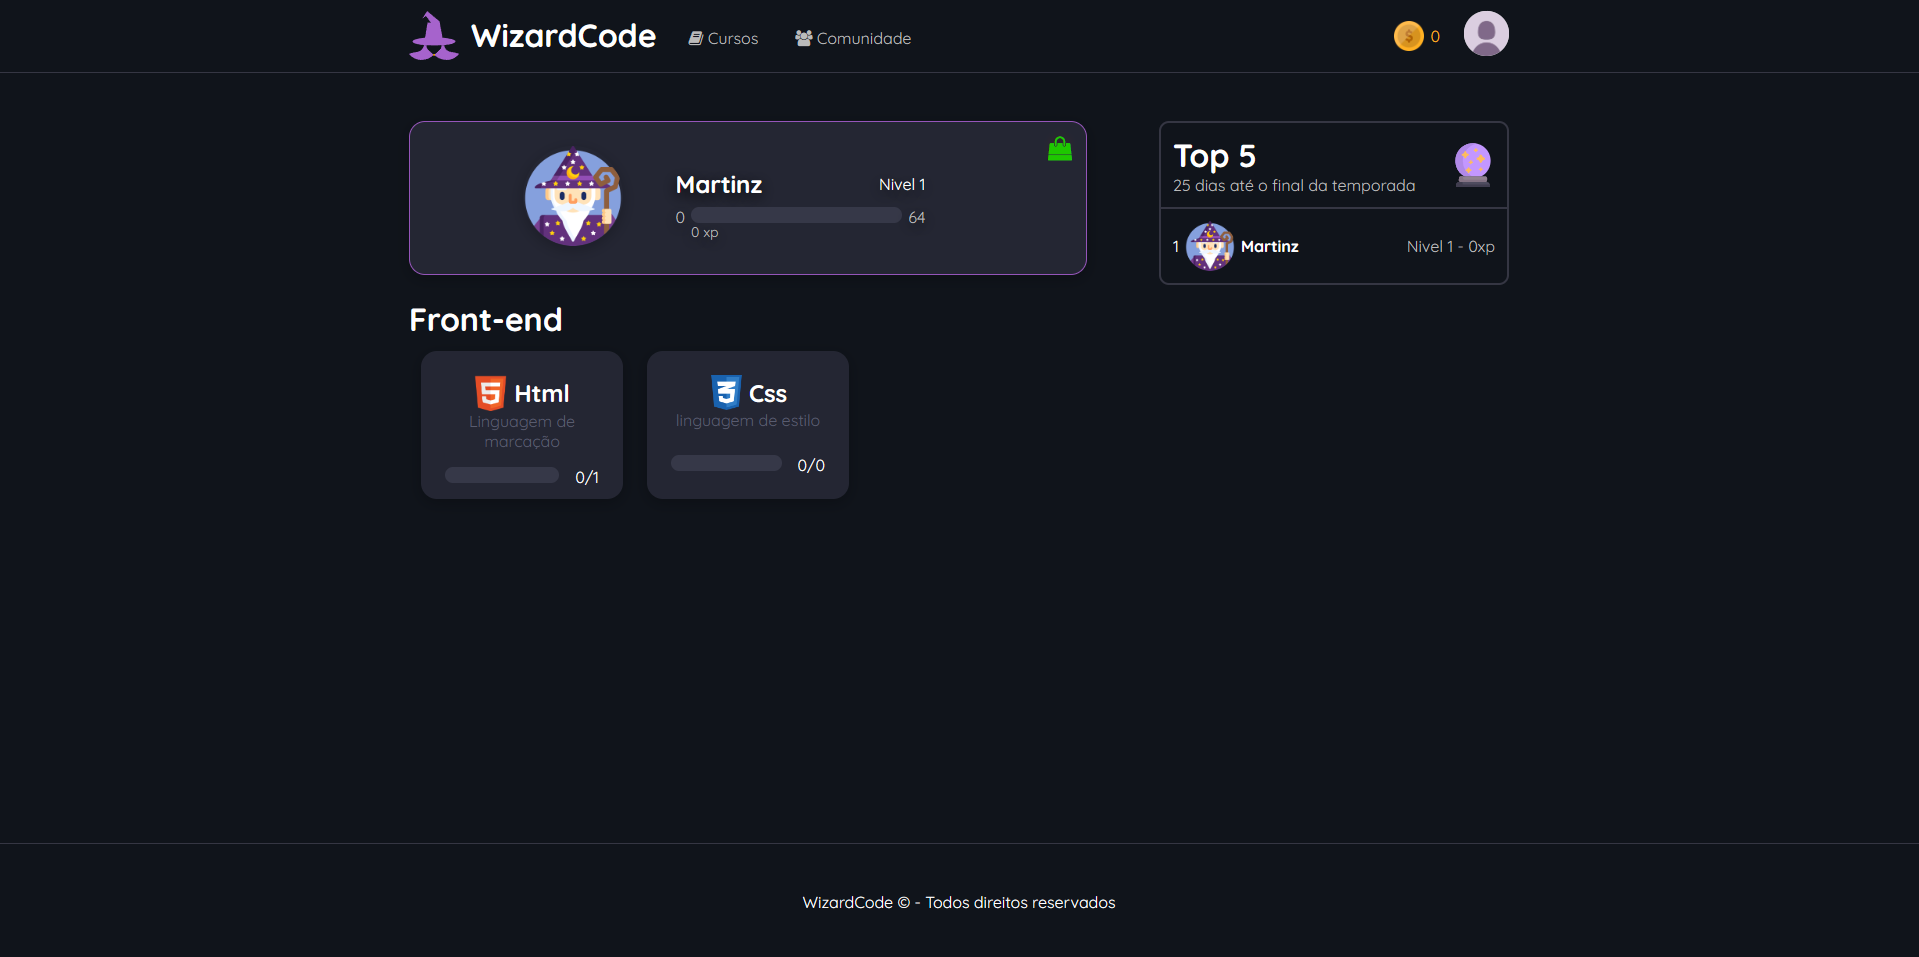 WizardCode
Cursos
Comunidade
0
Martinz
Nivel 1
0
64
0 xp
Top 5
25 dias até o final da temporada
1
Martinz
Nivel 1 - 0xp
Front-end
Html
Linguagem de
marcação
0/1
Css
linguagem de estilo
0/0
WizardCode © - Todos direitos reservados